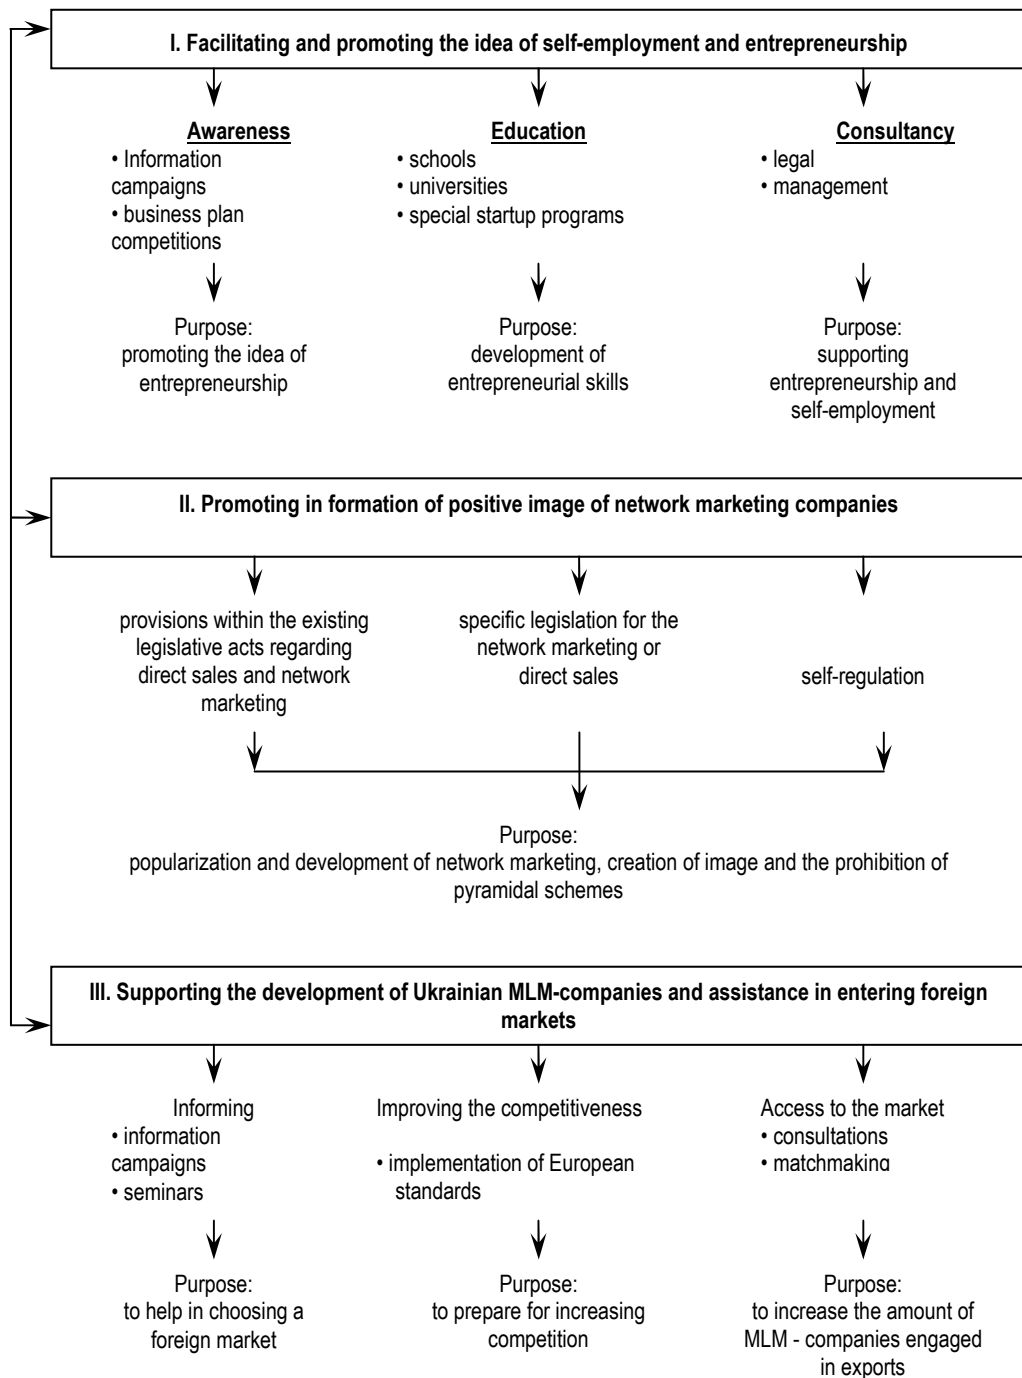 I. Facilitating and promoting the idea of self-employment and entrepreneurship
Awareness
• Information
campaigns
• business plan
competitions
Purpose:
promoting the idea of
entrepreneurship
Education
• schools
• universities
• special startup programs
Purpose:
development of
entrepreneurial skills
Consultancy
• legal
• management
Purpose:
supporting
entrepreneurship and
self-employment
II. Promoting in formation of positive image of network marketing companies
provisions within the existing
legislative acts regarding
direct sales and network
marketing
specific legislation for the
network marketing or
direct sales
self-regulation
Purpose:
popularization and development of network marketing, creation of image and the prohibition of
pyramidal schemes
III. Supporting the development of Ukrainian MLM-companies and assistance in entering foreign
markets
Informing
• information
campaigns
• seminars
Purpose:
to help in choosing a
foreign market
Improving the competitiveness
• implementation of European
standards
Purpose:
to prepare for increasing
competition
Access to the market
• consultations
• matchmaking
Purpose:
to increase the amount of
MLM - companies engaged
in exports